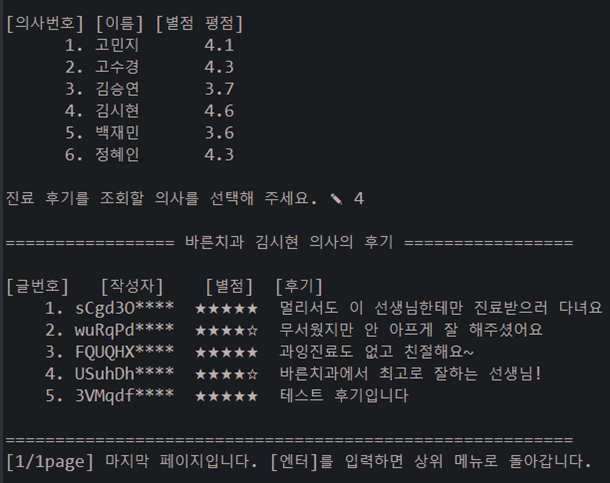 [의사번호] [이름] [별점 평점]
1. 고민지 4.1
2. 고수경 4.3
3. 김승연 3.7
4. 김시현 4.6
5. 백재민 3.6
6. 정혜인 4.3
진료 후기를 조회할 의사를 선택해 주세요. ✎ 4
================= 바른치과 김시현 의사의 후기 =================
[글번호] [작성자] [별점] [후기]
1. sCgd3O**** ★★★★★ 멀리서도 이 선생님한테만 진료받으러 다녀요
2. wuRqPd**** ★★★★☆ 무서웠지만 안 아프게 잘 해주셨어요
3. FQUQHX**** ★★★★★ 과잉진료도 없고 친절해요~
4. USuhDh**** ★★★★☆ 바른치과에서 최고로 잘하는 선생님!
5. 3VMqdf**** ★★★★★ 테스트 후기입니다
=========================================================
[1/1page] 마지막 페이지입니다. [엔터]를 입력하면 상위 메뉴로 돌아갑니다.